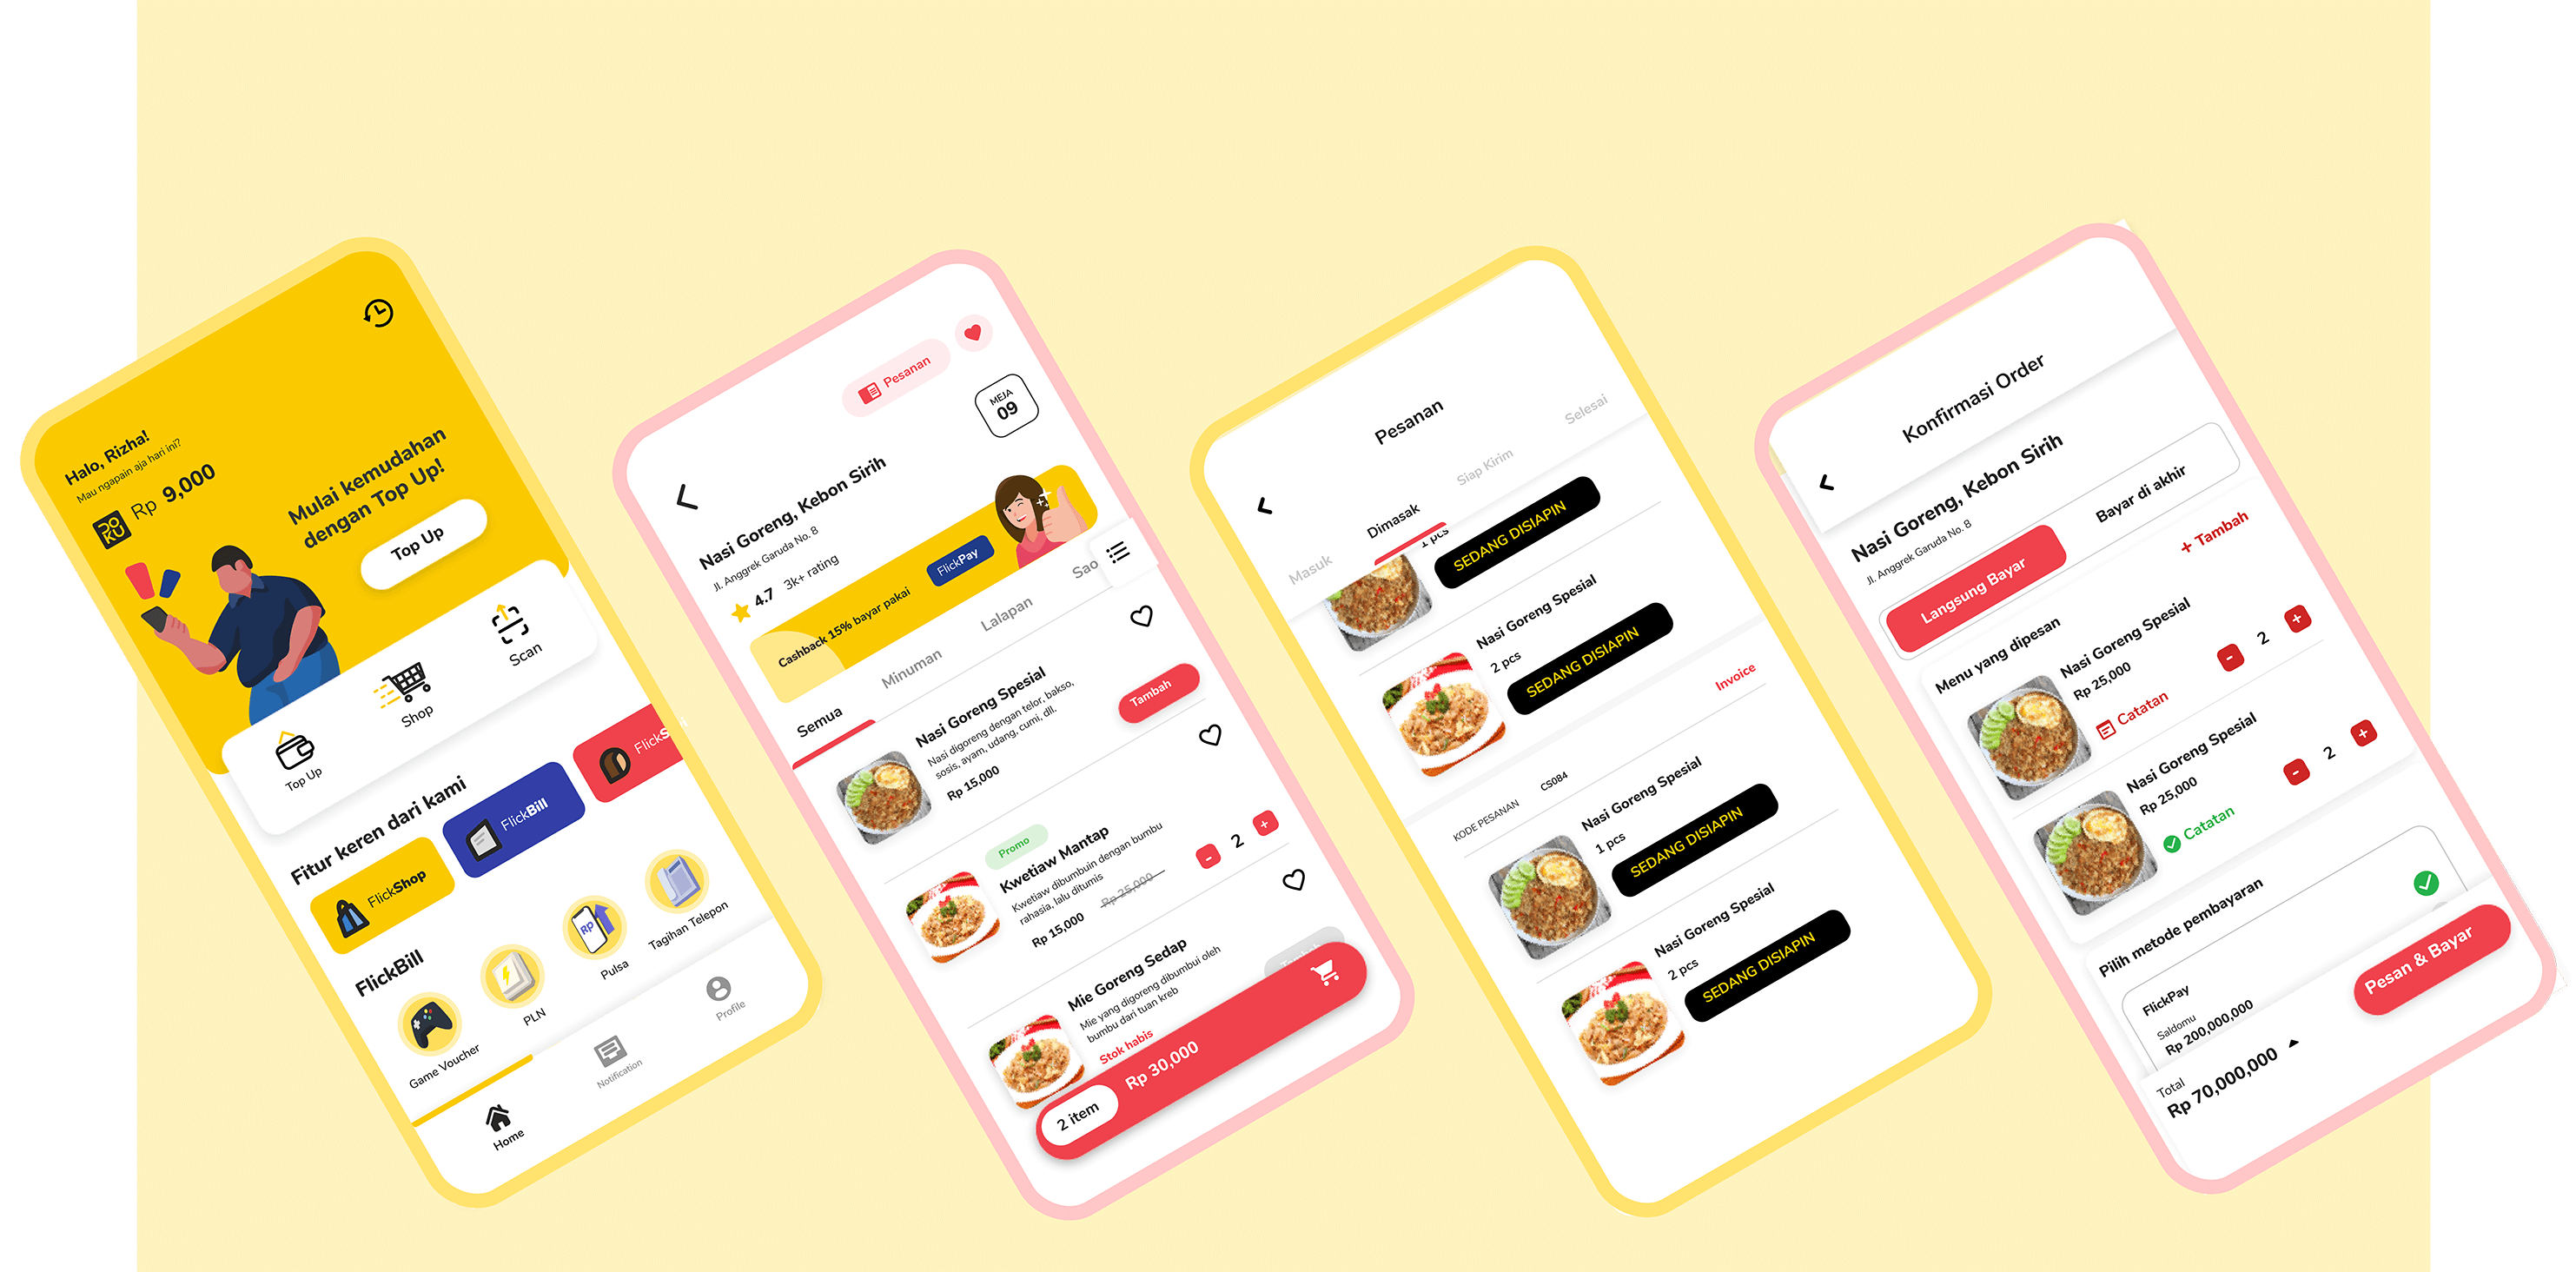 Halo, Rizha!
Mau ngapain aja hari ini?
DOKU
Rp 9,000
Mulai kemudahan
dengan Top Up!
Top Up
Top Up
Shop
Scan
Fitur keren dari kami
FlickShop
FlickBill
FlickS
FlickBill
Game Voucher
PLN
RP
Pulsa
Tagihan Telepon
Home
Notification
Profile
Pesanan
MEJA
09
Nasi Goreng, Kebon Sirih
Jl. Anggrek Garuda No. 8
4.7 3k+ rating
Cashback 15% bayar pakai
FlickPay
Semua
Minuman
Lalapan
Sao
Nasi Goreng Spesial
Nasi digoreng dengan telor, bakso,
sosis, ayam, udang, cumi, dll.
Rp 15,000
Tambah
Promo
Kwetiaw Mantap
Kwetiaw dibumbuin dengan bumbu
rahasia, lalu ditumis
Rp 15,000
Rp 25,000
- 2 +
Mie Goreng Sedap
Mie yang digoreng dibumbui oleh
bumbu dari tuan kreb
Stok habis
2 item
Rp 30,000
Pesanan
Masuk
Dimasak
Siap Kirim
Selesai
1 pcs
SEDANG DISIAPIN
Nasi Goreng Spesial
2 pcs
SEDANG DISIAPIN
Invoice
KODE PESANAN
CS084
Nasi Goreng Spesial
1 pcs
SEDANG DISIAPIN
Nasi Goreng Spesial
2 pcs
SEDANG DISIAPIN
Konfirmasi Order
Nasi Goreng, Kebon Sirih
Jl. Anggrek Garuda No. 8
Langsung Bayar
Bayar di akhir
Menu yang dipesan
+ Tambah
Nasi Goreng Spesial
Rp 25,000
Catatan
- 2 +
Nasi Goreng Spesial
Rp 25,000
Catatan
- 2 +
Pilih metode pembayaran
FlickPay
Saldomu
Rp 200,000,000
Total
Rp 70,000,000
Pesan & Bayar